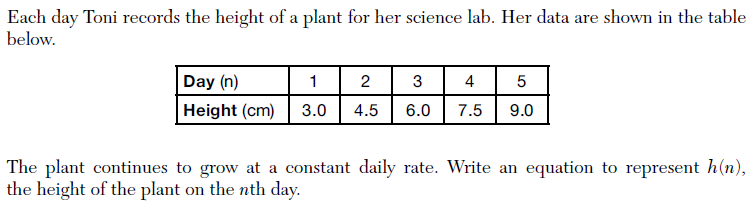 Each day Toni records the height of a plant for her science lab. Her data are shown in the table
below.
Day (n) 1 2 3 4 5
Height (cm) 3.0 4.5 6.0 7.5 9.0
The plant continues to grow at a constant daily rate. Write an equation to represent h(n),
the height of the plant on the nth day.